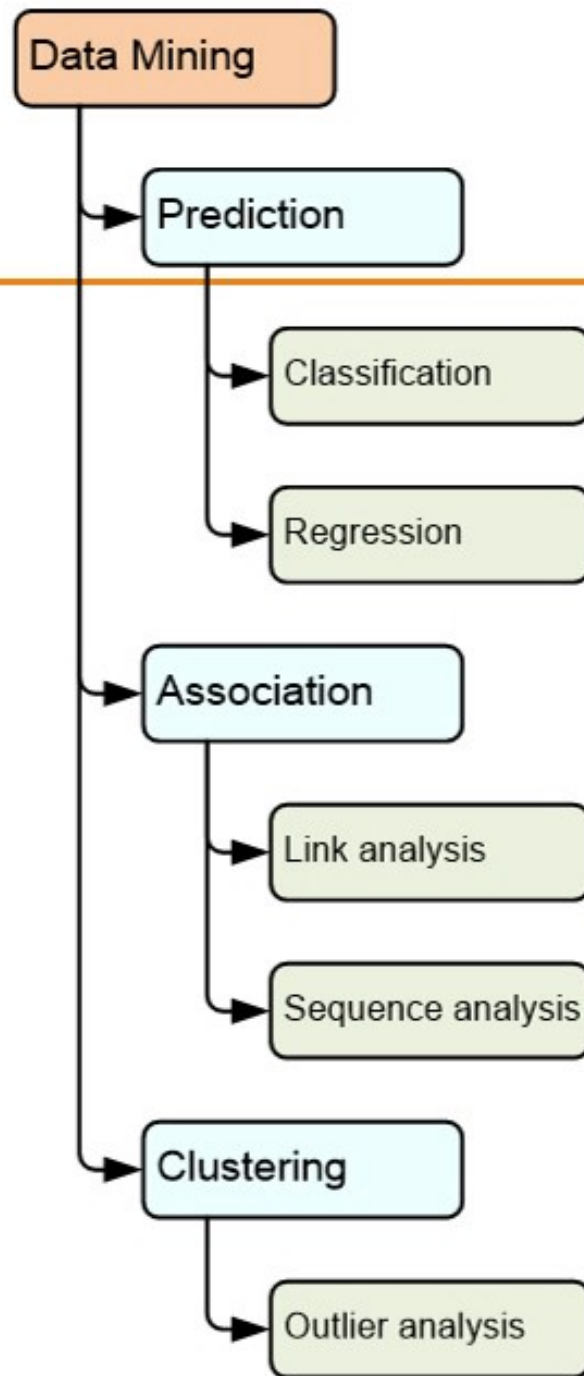 Data Mining
Prediction
Classification
Regression
Association
Link analysis
Sequence analysis
Clustering
Outlier analysis